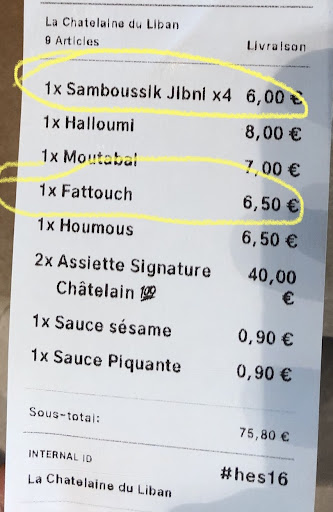 La Chatelaine du Liban
9 Articles Livraison
1x Samboussik Jibni x4 6,00 €
1x Halloumi 8,00 €
1x Moutabal 7,00 €
1x Fattouch 6,50 €
1x Houmous 6,50 €
2x Assiette Signature 40,00
Châtelain 💯 €
1x Sauce sésame 0,90 €
1x Sauce Piquante 0,90 €
Sous-total: 75,80 €
INTERNAL ID #hes16
La Chatelaine du Liban